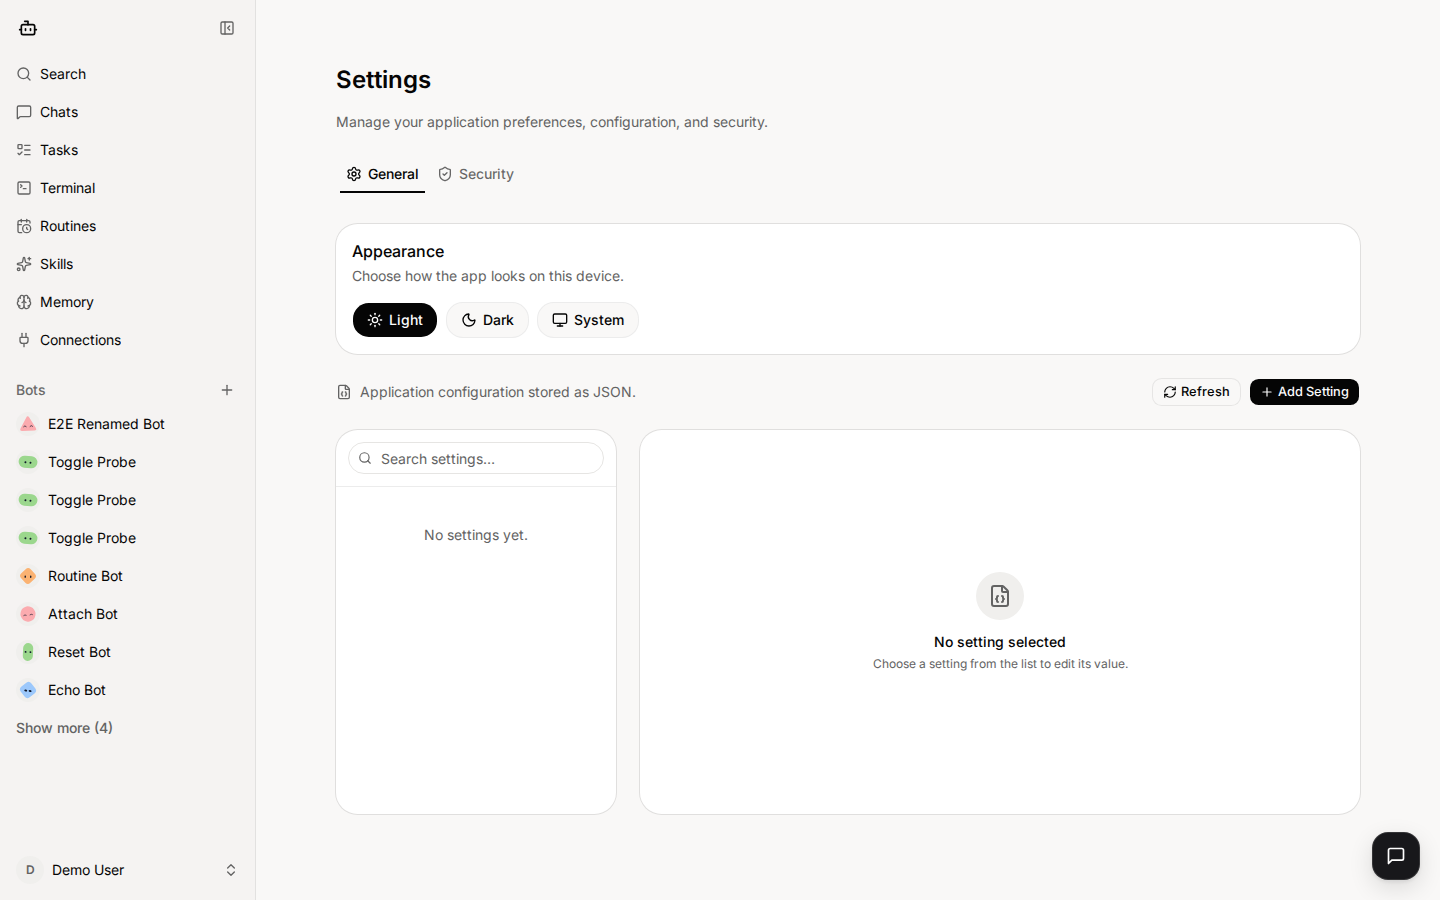 Search
Chats
Tasks
Terminal
Routines
Skills
Memory
Connections
Bots
E2E Renamed Bot
Toggle Probe
Toggle Probe
Toggle Probe
Routine Bot
Attach Bot
Reset Bot
Echo Bot
Show more (4)
D Demo User
Settings
Manage your application preferences, configuration, and security.
General Security
Appearance
Choose how the app looks on this device.
Light Dark System
Application configuration stored as JSON. Refresh Add Setting
Search settings...
No settings yet.
No setting selected
Choose a setting from the list to edit its value.